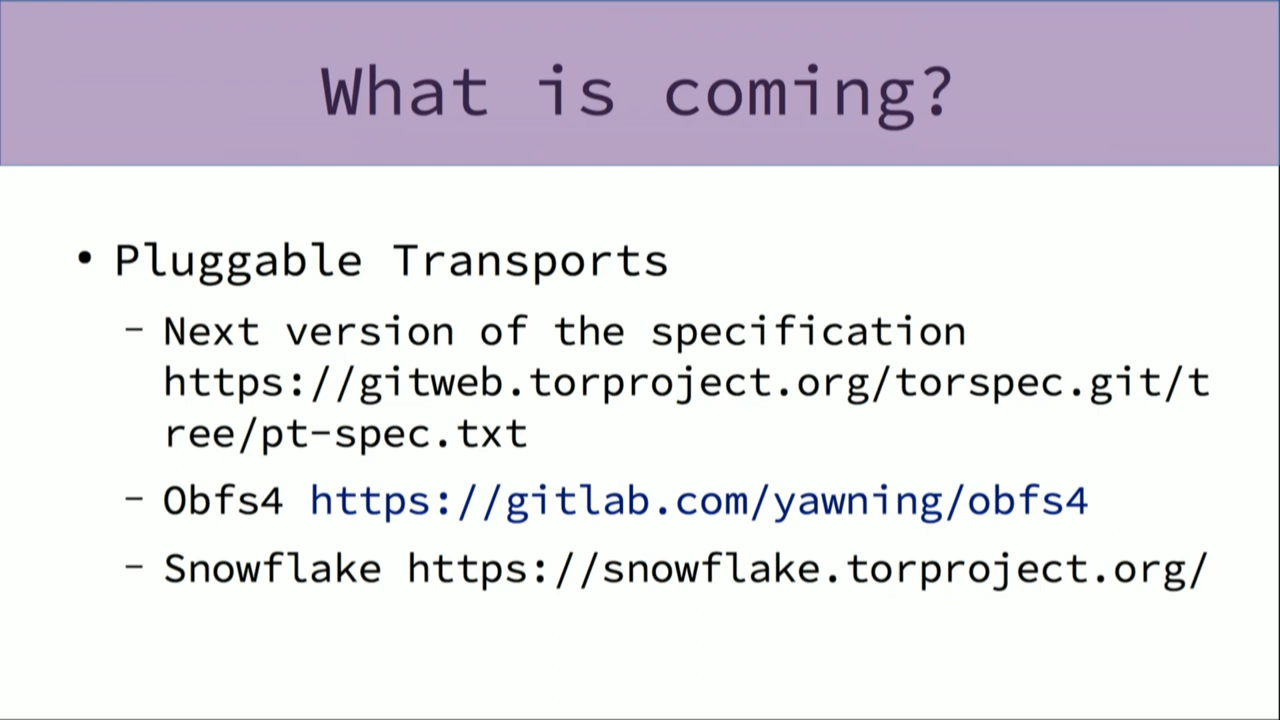 What is coming?
• Pluggable Transports
– Next version of the specification
https://gitweb.torproject.org/torspec.git/t
ree/pt-spec.txt
– Obfs4 https://gitlab.com/yawning/obfs4
– Snowflake https://snowflake.torproject.org/